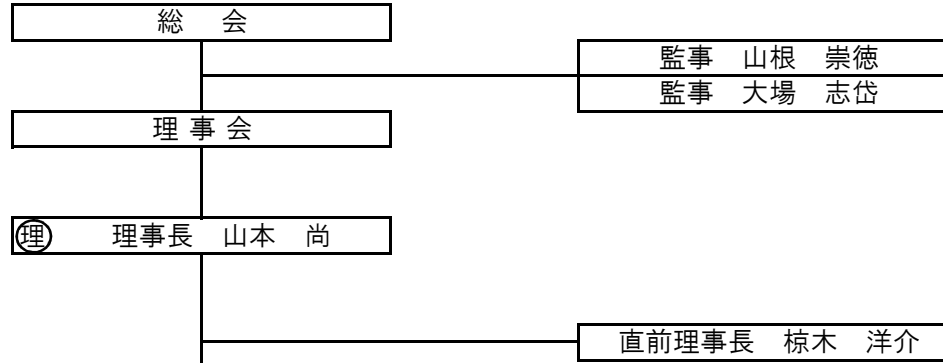 総　会
監事　山根　崇徳
監事　大場　志岱
理 事 会
理　理事長　山本　尚
直前理事長　椋木　洋介